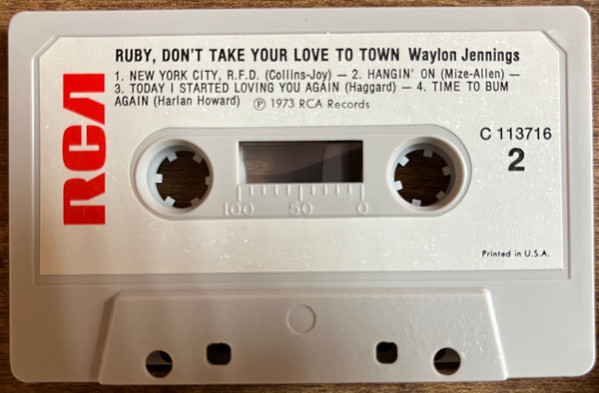 RUBY, DON'T TAKE YOUR LOVE TO TOWN Waylon Jennings
1. NEW YORK CITY, R.F.D. (Collins-Joy) — 2. HANGIN' ON (Mize-Allen) —
3. TODAY I STARTED LOVING YOU AGAIN (Haggard) — 4. TIME TO BUM
AGAIN (Harlan Howard) Ⓟ 1973 RCA Records
RCA
C 113716
2
100 50 0
Printed in U.S.A.